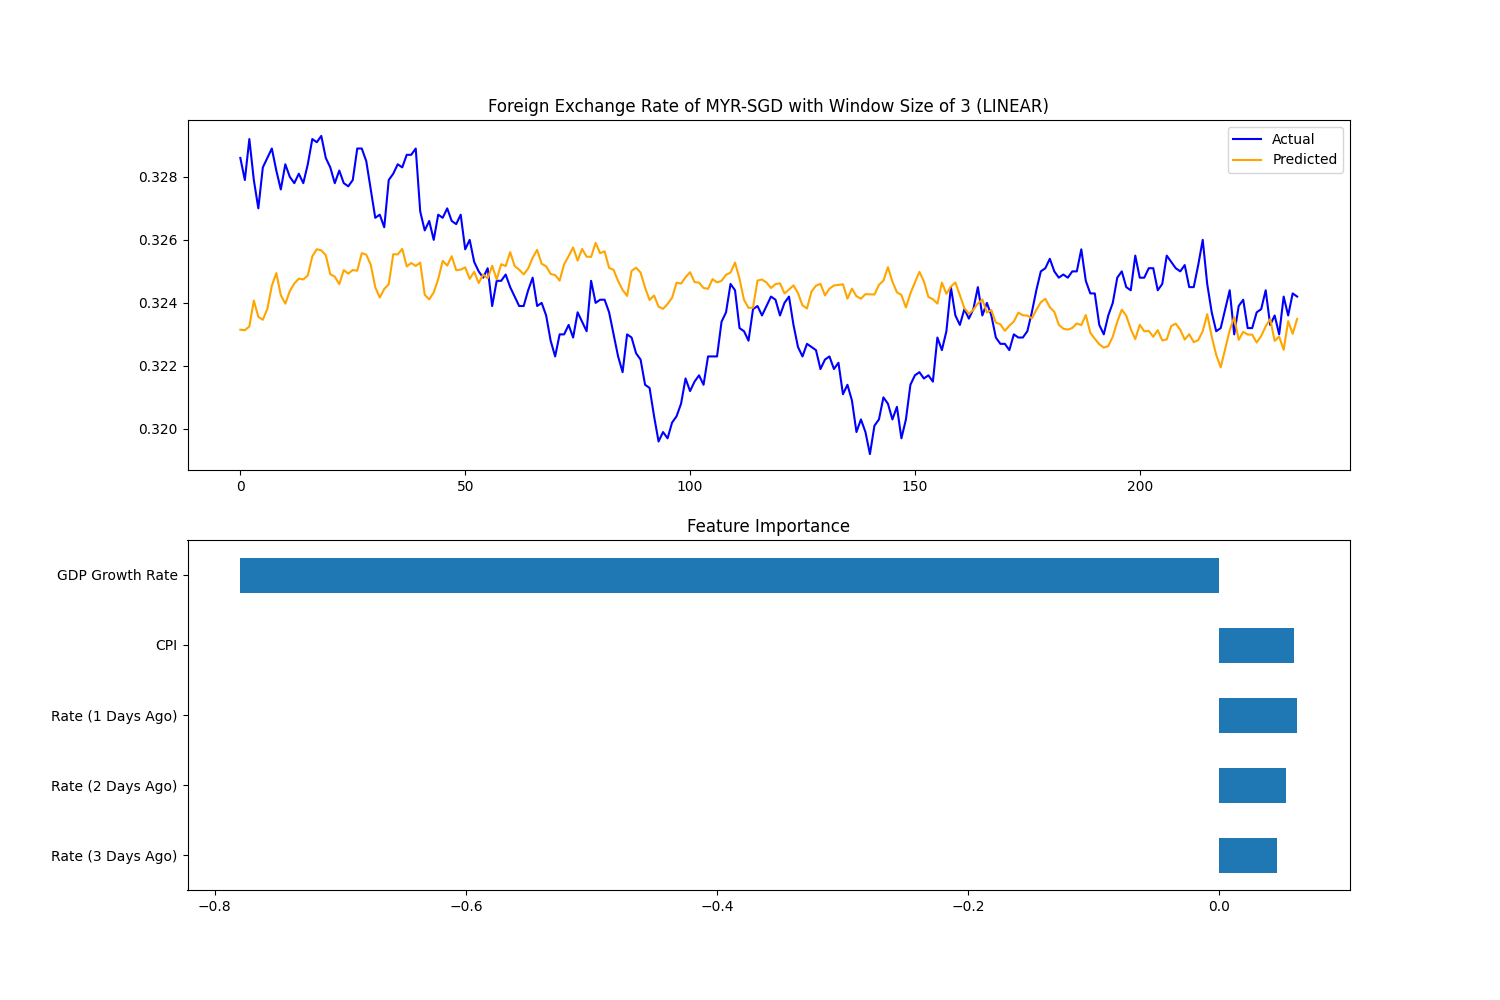 Foreign Exchange Rate of MYR-SGD with Window Size of 3 (LINEAR)
Actual
Predicted
0.328
0.326
0.324
0.322
0.320
0 50 100 150 200
Feature Importance
GDP Growth Rate
CPI
Rate (1 Days Ago)
Rate (2 Days Ago)
Rate (3 Days Ago)
−0.8 −0.6 −0.4 −0.2 0.0